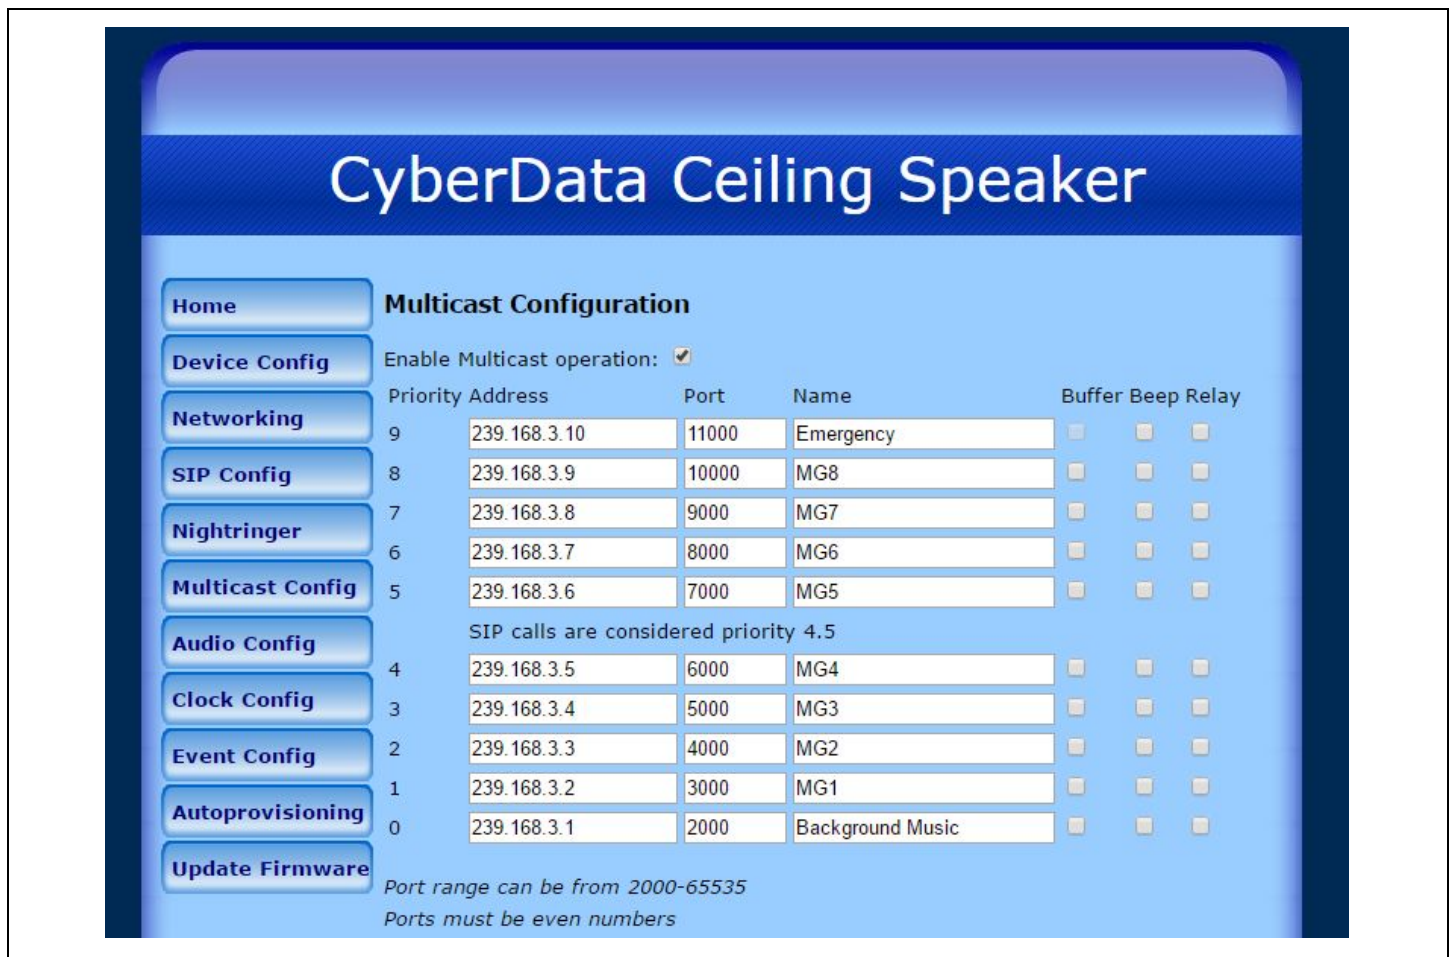 CyberData Ceiling Speaker
Home
Device Config
Networking
SIP Config
Nightringer
Multicast Config
Audio Config
Clock Config
Event Config
Autoprovisioning
Update Firmware
Multicast Configuration
Enable Multicast operation:
Priority Address Port Name Buffer Beep Relay
9 239.168.3.10 11000 Emergency
8 239.168.3.9 10000 MG8
7 239.168.3.8 9000 MG7
6 239.168.3.7 8000 MG6
5 239.168.3.6 7000 MG5
SIP calls are considered priority 4.5
4 239.168.3.5 6000 MG4
3 239.168.3.4 5000 MG3
2 239.168.3.3 4000 MG2
1 239.168.3.2 3000 MG1
0 239.168.3.1 2000 Background Music
Port range can be from 2000-65535
Ports must be even numbers